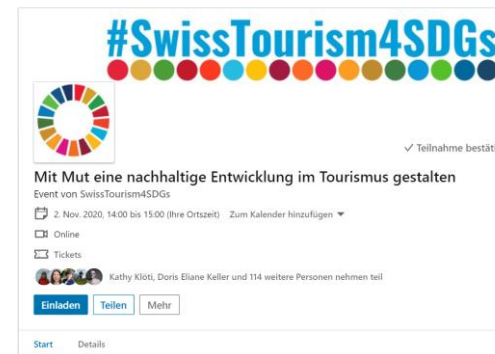 #SwissTourism4SDGs
✓ Teilnahme bestäti
Mit Mut eine nachhaltige Entwicklung im Tourismus gestalten
Event von SwissTourism4SDGs
2. Nov. 2020, 14:00 bis 15:00 (Ihre Ortszeit) Zum Kalender hinzufügen
Online
Tickets
Kathy Klöti, Doris Eliane Keller und 114 weitere Personen nehmen teil
Einladen Teilen Mehr
Start Details